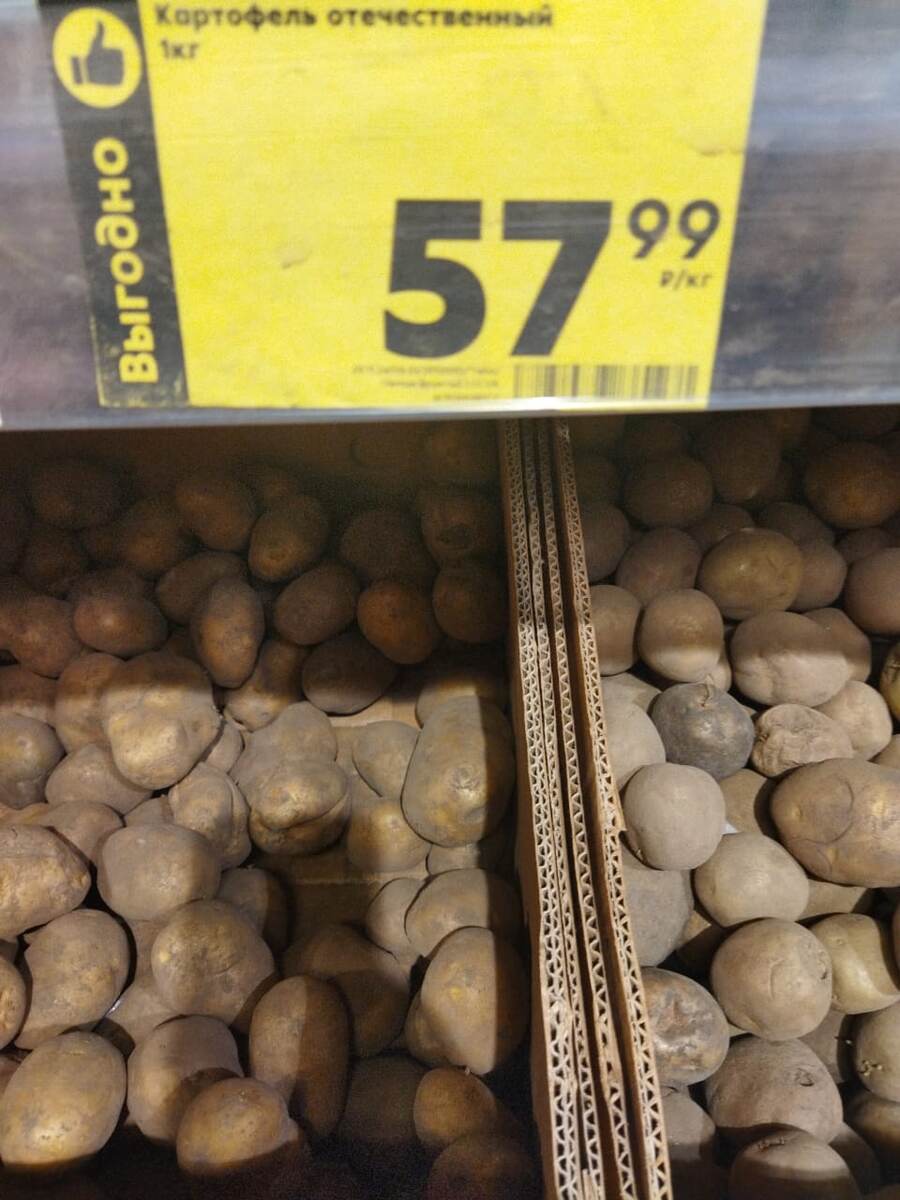 Картофель отечественный
1кг
Выгодно
57 99
₽/кг